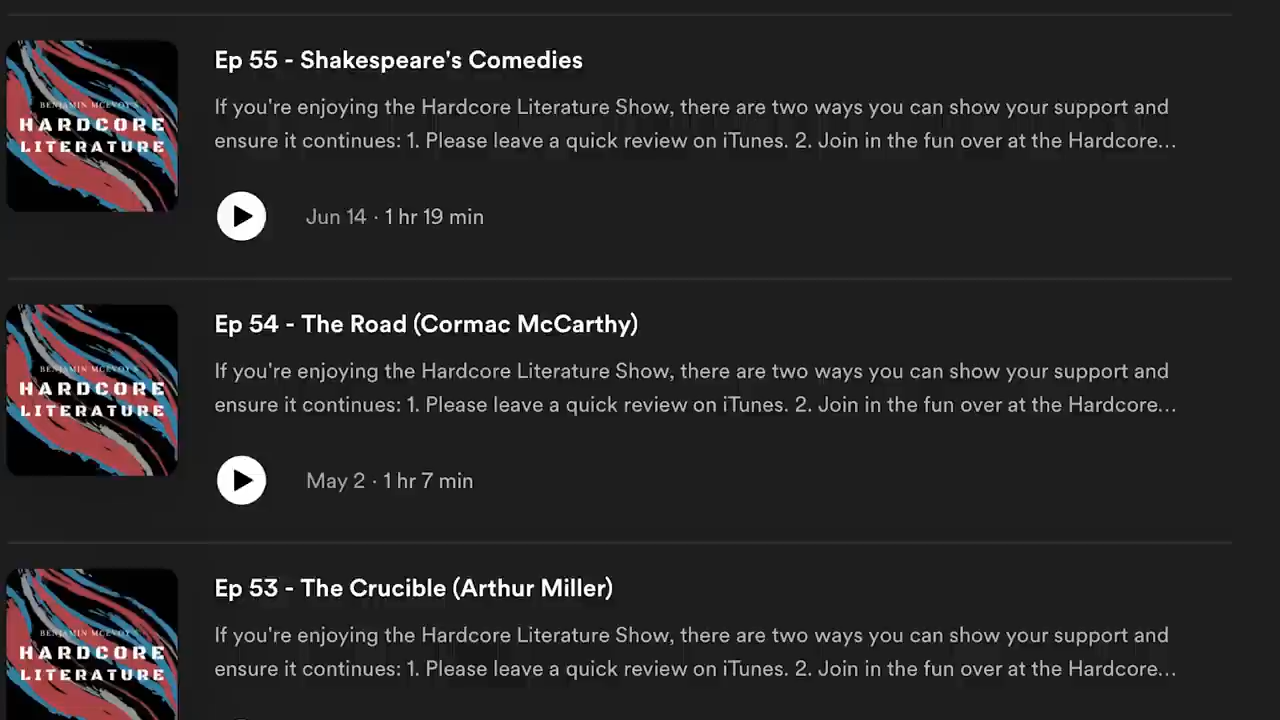 BENJAMIN MCEVOY'S
HARDCORE
LITERATURE
Ep 55 - Shakespeare's Comedies
If you're enjoying the Hardcore Literature Show, there are two ways you can show your support and
ensure it continues: 1. Please leave a quick review on iTunes. 2. Join in the fun over at the Hardcore...
Jun 14 · 1 hr 19 min
BENJAMIN MCEVOY'S
HARDCORE
LITERATURE
Ep 54 - The Road (Cormac McCarthy)
If you're enjoying the Hardcore Literature Show, there are two ways you can show your support and
ensure it continues: 1. Please leave a quick review on iTunes. 2. Join in the fun over at the Hardcore...
May 2 · 1 hr 7 min
BENJAMIN MCEVOY'S
HARDCORE
LITERATURE
Ep 53 - The Crucible (Arthur Miller)
If you're enjoying the Hardcore Literature Show, there are two ways you can show your support and
ensure it continues: 1. Please leave a quick review on iTunes. 2. Join in the fun over at the Hardcore...